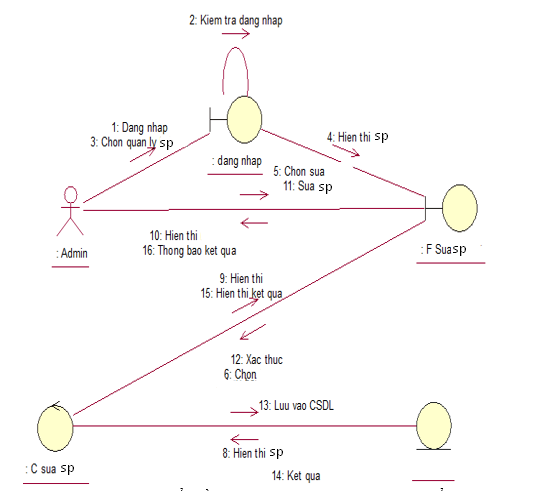 2: Kiem tra dang nhap
1: Dang nhap
3: Chon quan ly sp
4: Hien thi sp
: dang nhap
5: Chon sua
11: Sua sp
10: Hien thi
16: Thong bao ket qua
: Admin
: F Suasp
9: Hien thi
15: Hien thi ket qua
12: Xac thuc
6: Chon
13: Luu vao CSDL
8: Hien thi sp
: C sua sp
14: Ket qua